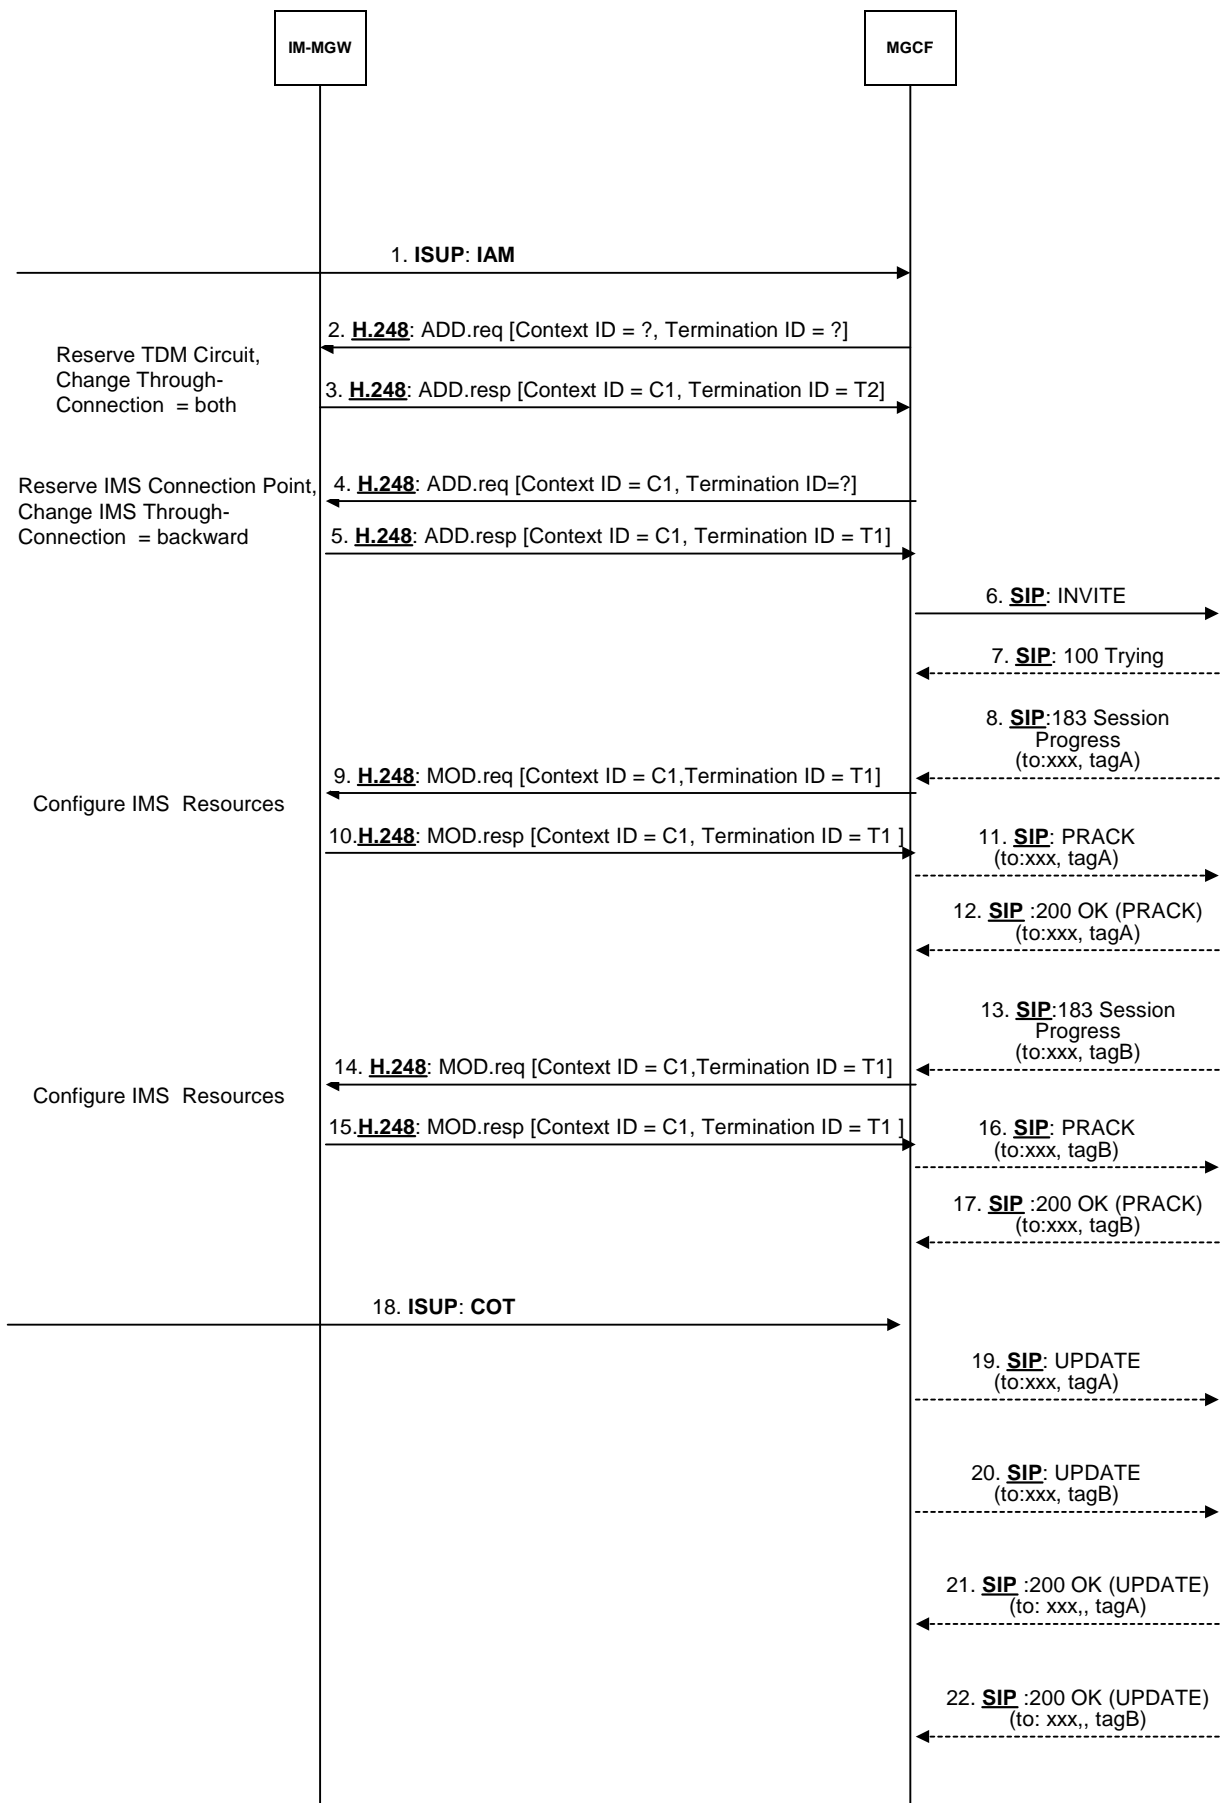 IM-MGW
MGCF
1. ISUP: IAM
2. H.248: ADD.req [Context ID = ?, Termination ID = ?]
Reserve TDM Circuit,
Change Through-
Connection = both
3. H.248: ADD.resp [Context ID = C1, Termination ID = T2]
Reserve IMS Connection Point,
Change IMS Through-
Connection = backward
4. H.248: ADD.req [Context ID = C1, Termination ID=?]
5. H.248: ADD.resp [Context ID = C1, Termination ID = T1]
6. SIP: INVITE
7. SIP: 100 Trying
8. SIP:183 Session
Progress
(to:xxx, tagA)
9. H.248: MOD.req [Context ID = C1,Termination ID = T1]
Configure IMS Resources
10.H.248: MOD.resp [Context ID = C1, Termination ID = T1 ]
11. SIP: PRACK
(to:xxx, tagA)
12. SIP :200 OK (PRACK)
(to:xxx, tagA)
13. SIP:183 Session
Progress
(to:xxx, tagB)
14. H.248: MOD.req [Context ID = C1,Termination ID = T1]
Configure IMS Resources
15.H.248: MOD.resp [Context ID = C1, Termination ID = T1 ]
16. SIP: PRACK
(to:xxx, tagB)
17. SIP :200 OK (PRACK)
(to:xxx, tagB)
18. ISUP: COT
19. SIP: UPDATE
(to:xxx, tagA)
20. SIP: UPDATE
(to:xxx, tagB)
21. SIP :200 OK (UPDATE)
(to: xxx,, tagA)
22. SIP :200 OK (UPDATE)
(to: xxx,, tagB)